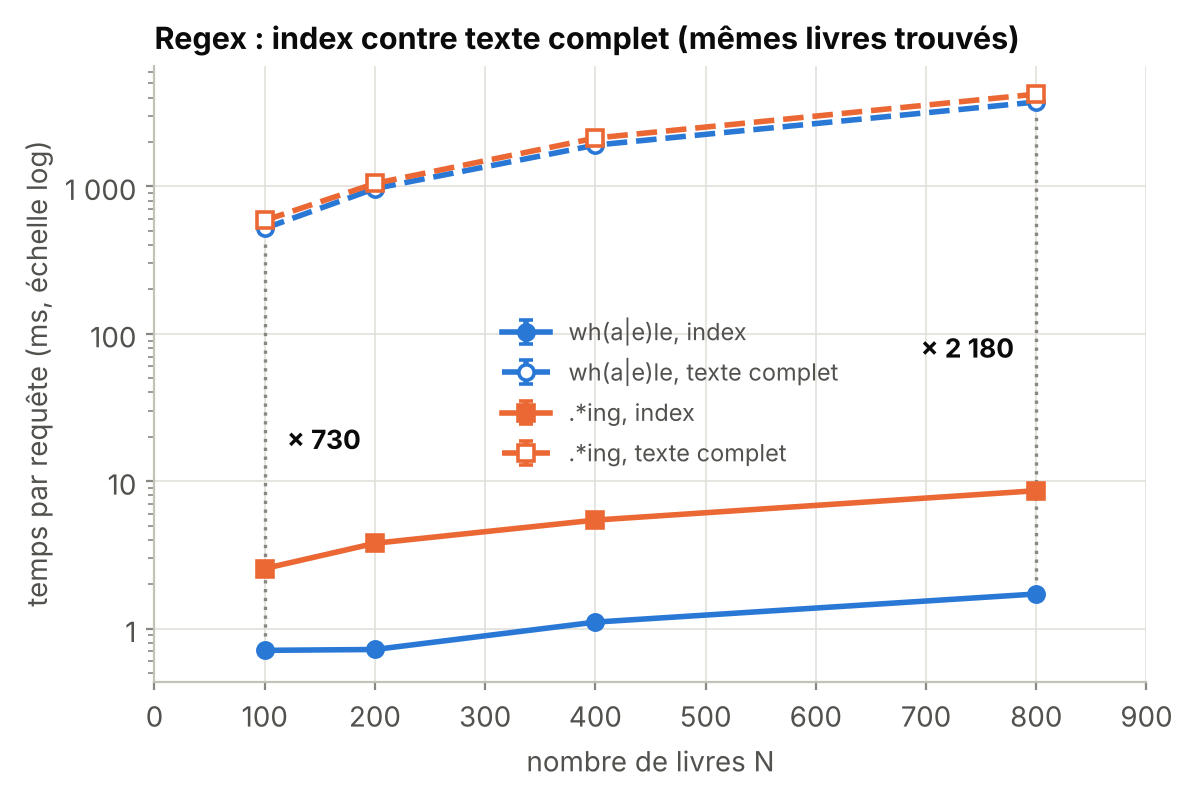 Regex : index contre texte complet (mêmes livres trouvés)
temps par requête (ms, échelle log)
1 000
100
10
1
wh(a|e)le, index
wh(a|e)le, texte complet
.*ing, index
.*ing, texte complet
× 730
× 2 180
0 100 200 300 400 500 600 700 800 900
nombre de livres N